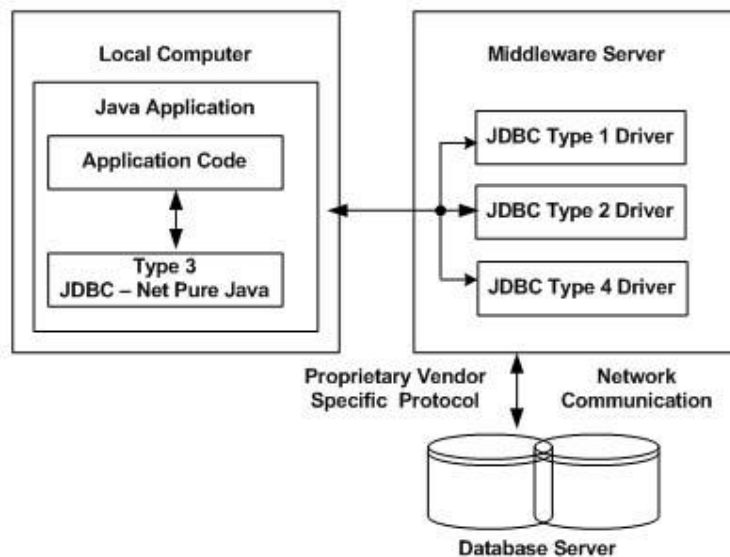 Local Computer
Java Application
Application Code
Type 3
JDBC – Net Pure Java
Middleware Server
JDBC Type 1 Driver
JDBC Type 2 Driver
JDBC Type 4 Driver
Proprietary Vendor
Specific Protocol
Network
Communication
Database Server